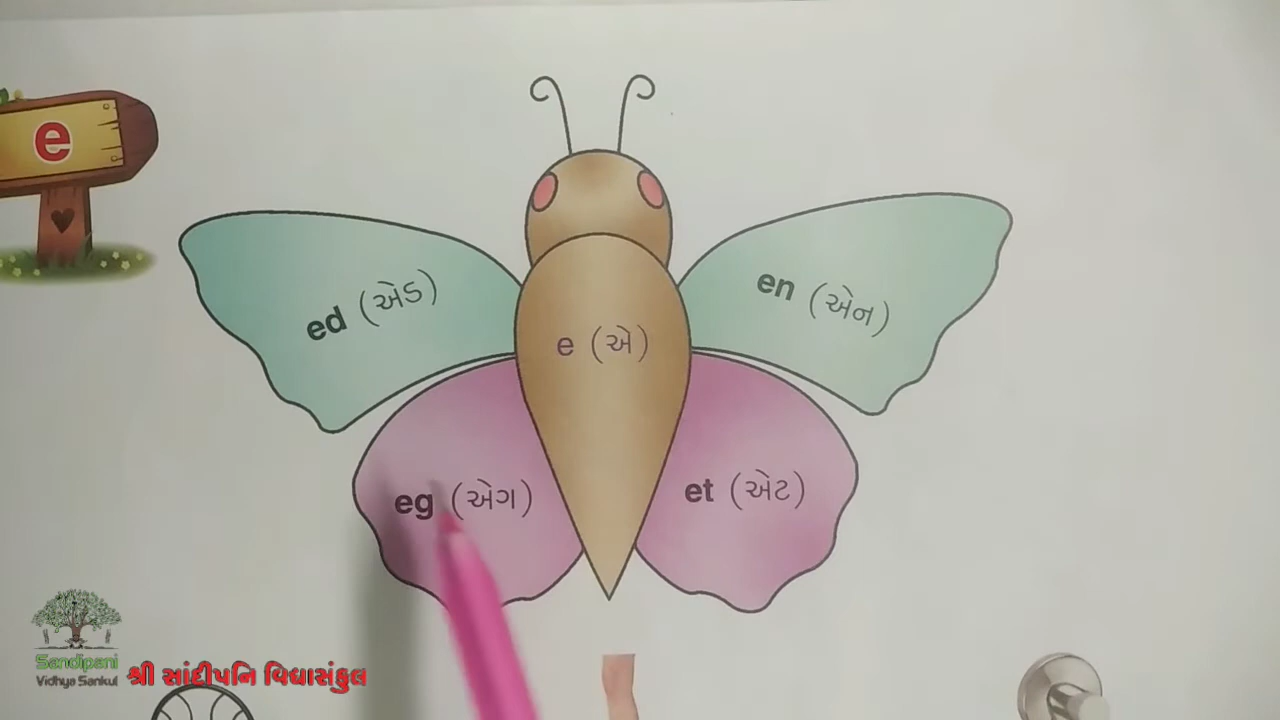 e
ed (એડ)
en (એન)
e (એ)
eg (એગ)
et (એટ)
Sandipani
Vidhya Sankul
શ્રી સાંદીપનિ વિદ્યાસંકુલ